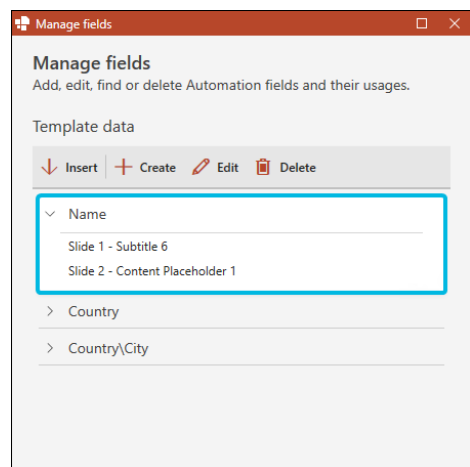 Manage fields
Manage fields
Add, edit, find or delete Automation fields and their usages.
Template data
Insert Create Edit Delete
Name
Slide 1 - Subtitle 6
Slide 2 - Content Placeholder 1
Country
Country\City